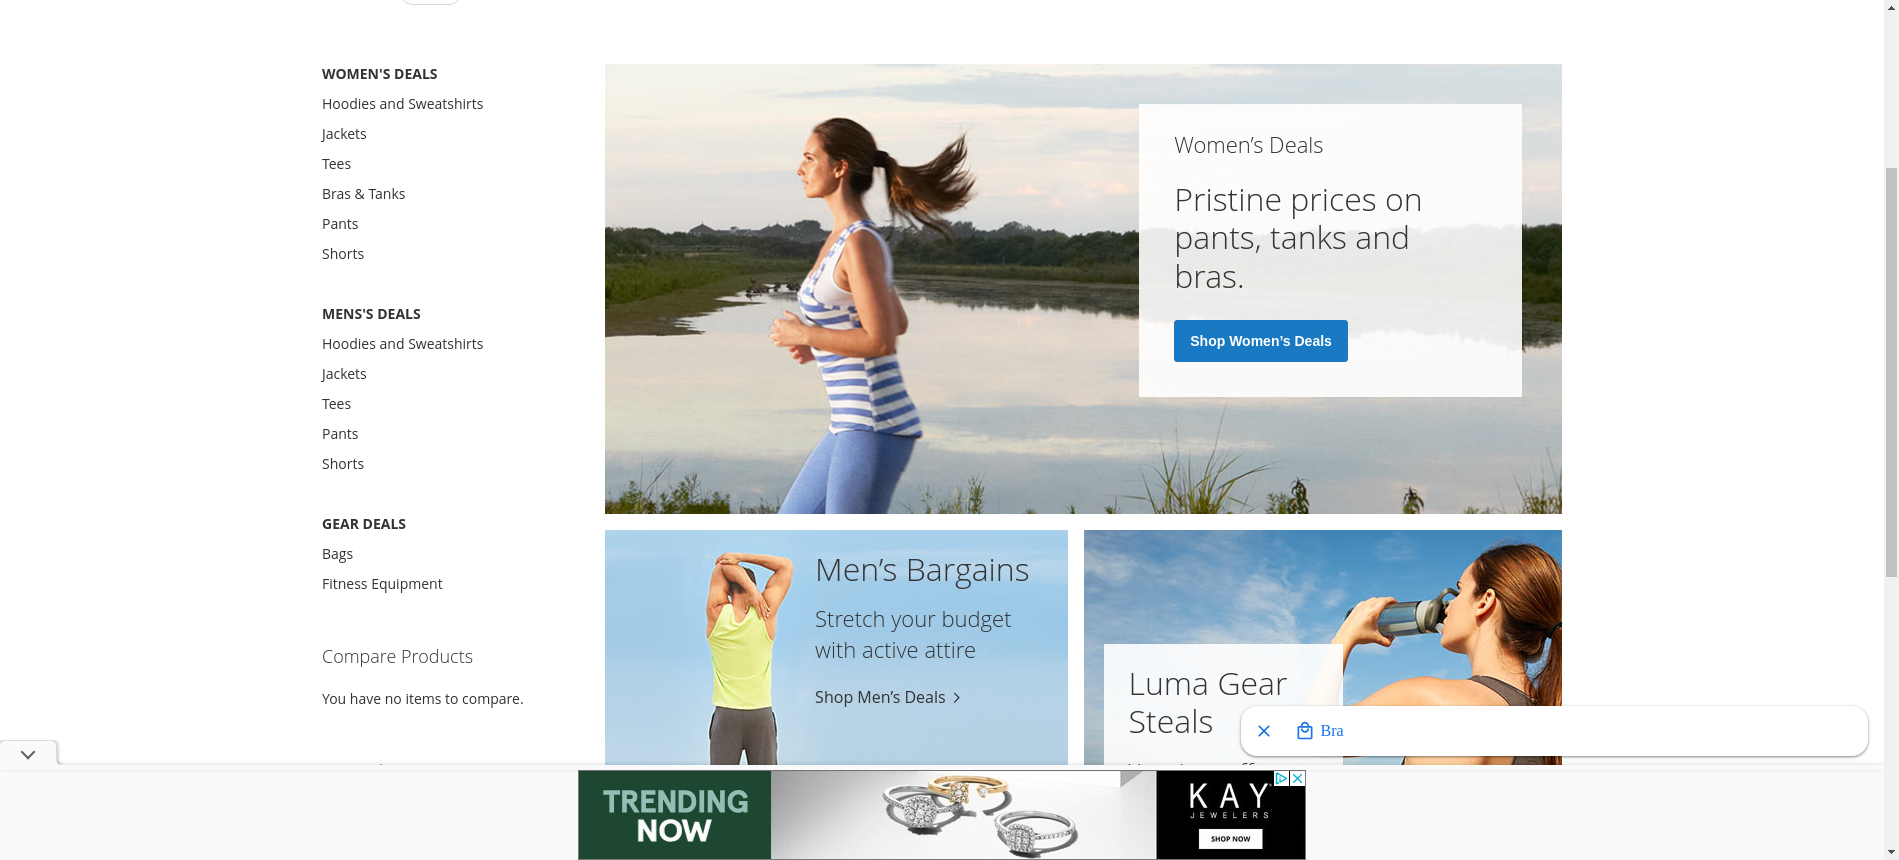 WOMEN'S DEALS
Hoodies and Sweatshirts
Jackets
Tees
Bras & Tanks
Pants
Shorts
MENS'S DEALS
Hoodies and Sweatshirts
Jackets
Tees
Pants
Shorts
GEAR DEALS
Bags
Fitness Equipment
Compare Products
You have no items to compare.
Women’s Deals
Pristine prices on
pants, tanks and
bras.
Shop Women’s Deals
Men’s Bargains
Stretch your budget
with active attire
Shop Men’s Deals
Luma Gear
Steals
Bra
TRENDING
NOW
KAY
JEWELERS
SHOP NOW